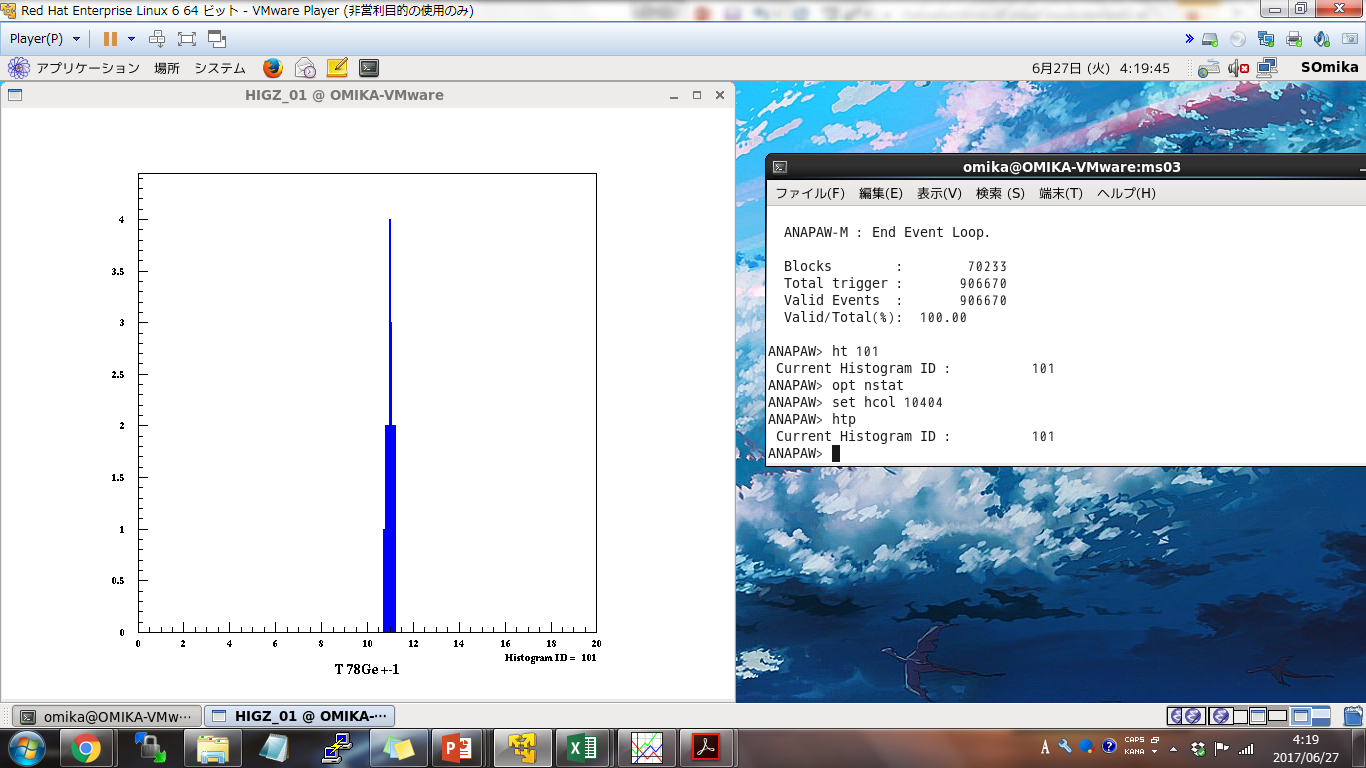 Red Hat Enterprise Linux 6 64 ビット - VMware Player (非営利目的の使用のみ)
Player(P)
アプリケーション 場所 システム
6月27日 (火) 4:19:45
SOmika
HIGZ_01 @ OMIKA-VMware
4
3.5
3
2.5
2
1.5
1
0.5
0
0 2 4 6 8 10 12 14 16 18 20
Histogram ID = 101
T 78Ge +-1
omika@OMIKA-VMware:ms03
ファイル(F) 編集(E) 表示(V) 検索 (S) 端末(T) ヘルプ(H)
ANAPAW-M : End Event Loop.
Blocks : 70233
Total trigger : 906670
Valid Events : 906670
Valid/Total(%): 100.00
ANAPAW> ht 101
Current Histogram ID : 101
ANAPAW> opt nstat
ANAPAW> set hcol 10404
ANAPAW> htp
Current Histogram ID : 101
ANAPAW>
omika@OMIKA-VMw…
HIGZ_01 @ OMIKA-…
A
CAPS
KANA
4:19
2017/06/27